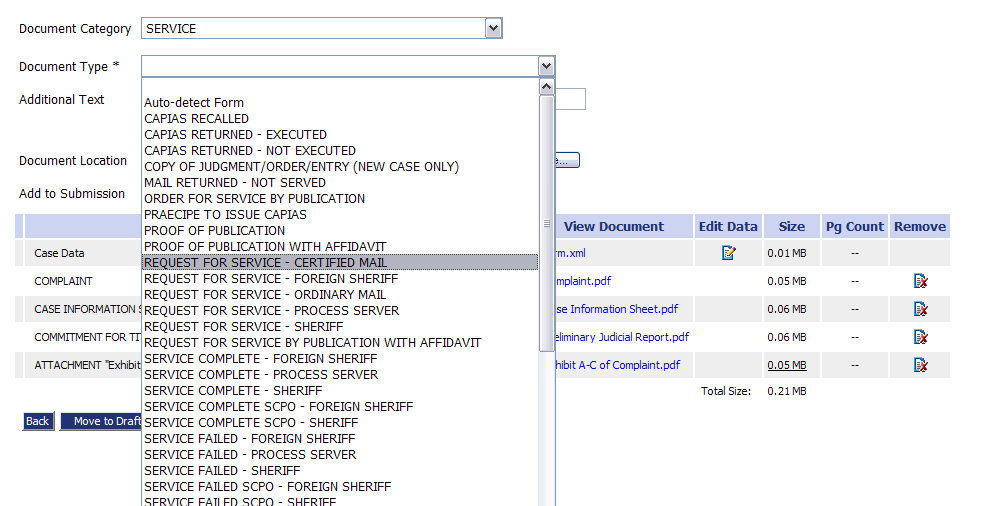 Document Category SERVICE
Document Type *
Additional Text
Auto-detect Form
CAPIAS RECALLED
CAPIAS RETURNED - EXECUTED
CAPIAS RETURNED - NOT EXECUTED
Document Location
COPY OF JUDGMENT/ORDER/ENTRY (NEW CASE ONLY)
MAIL RETURNED - NOT SERVED
Add to Submission
ORDER FOR SERVICE BY PUBLICATION
PRAECIPE TO ISSUE CAPIAS
PROOF OF PUBLICATION
PROOF OF PUBLICATION WITH AFFIDAVIT
REQUEST FOR SERVICE - CERTIFIED MAIL
REQUEST FOR SERVICE - FOREIGN SHERIFF
REQUEST FOR SERVICE - ORDINARY MAIL
REQUEST FOR SERVICE - PROCESS SERVER
REQUEST FOR SERVICE - SHERIFF
REQUEST FOR SERVICE BY PUBLICATION WITH AFFIDAVIT
SERVICE COMPLETE - FOREIGN SHERIFF
SERVICE COMPLETE - PROCESS SERVER
SERVICE COMPLETE - SHERIFF
SERVICE COMPLETE SCPO - FOREIGN SHERIFF
SERVICE COMPLETE SCPO - SHERIFF
SERVICE FAILED - FOREIGN SHERIFF
SERVICE FAILED - PROCESS SERVER
SERVICE FAILED - SHERIFF
SERVICE FAILED SCPO - FOREIGN SHERIFF
SERVICE FAILED SCPO - SHERIFF
e...
View Document Edit Data Size Pg Count Remove
Case Data rm.xml 0.01 MB --
COMPLAINT mplaint.pdf 0.05 MB --
CASE INFORMATION S se Information Sheet.pdf 0.06 MB --
COMMITMENT FOR TI eliminary Judicial Report.pdf 0.06 MB --
ATTACHMENT "Exhibit hibit A-C of Complaint.pdf 0.05 MB --
Total Size: 0.21 MB
Back Move to Draft